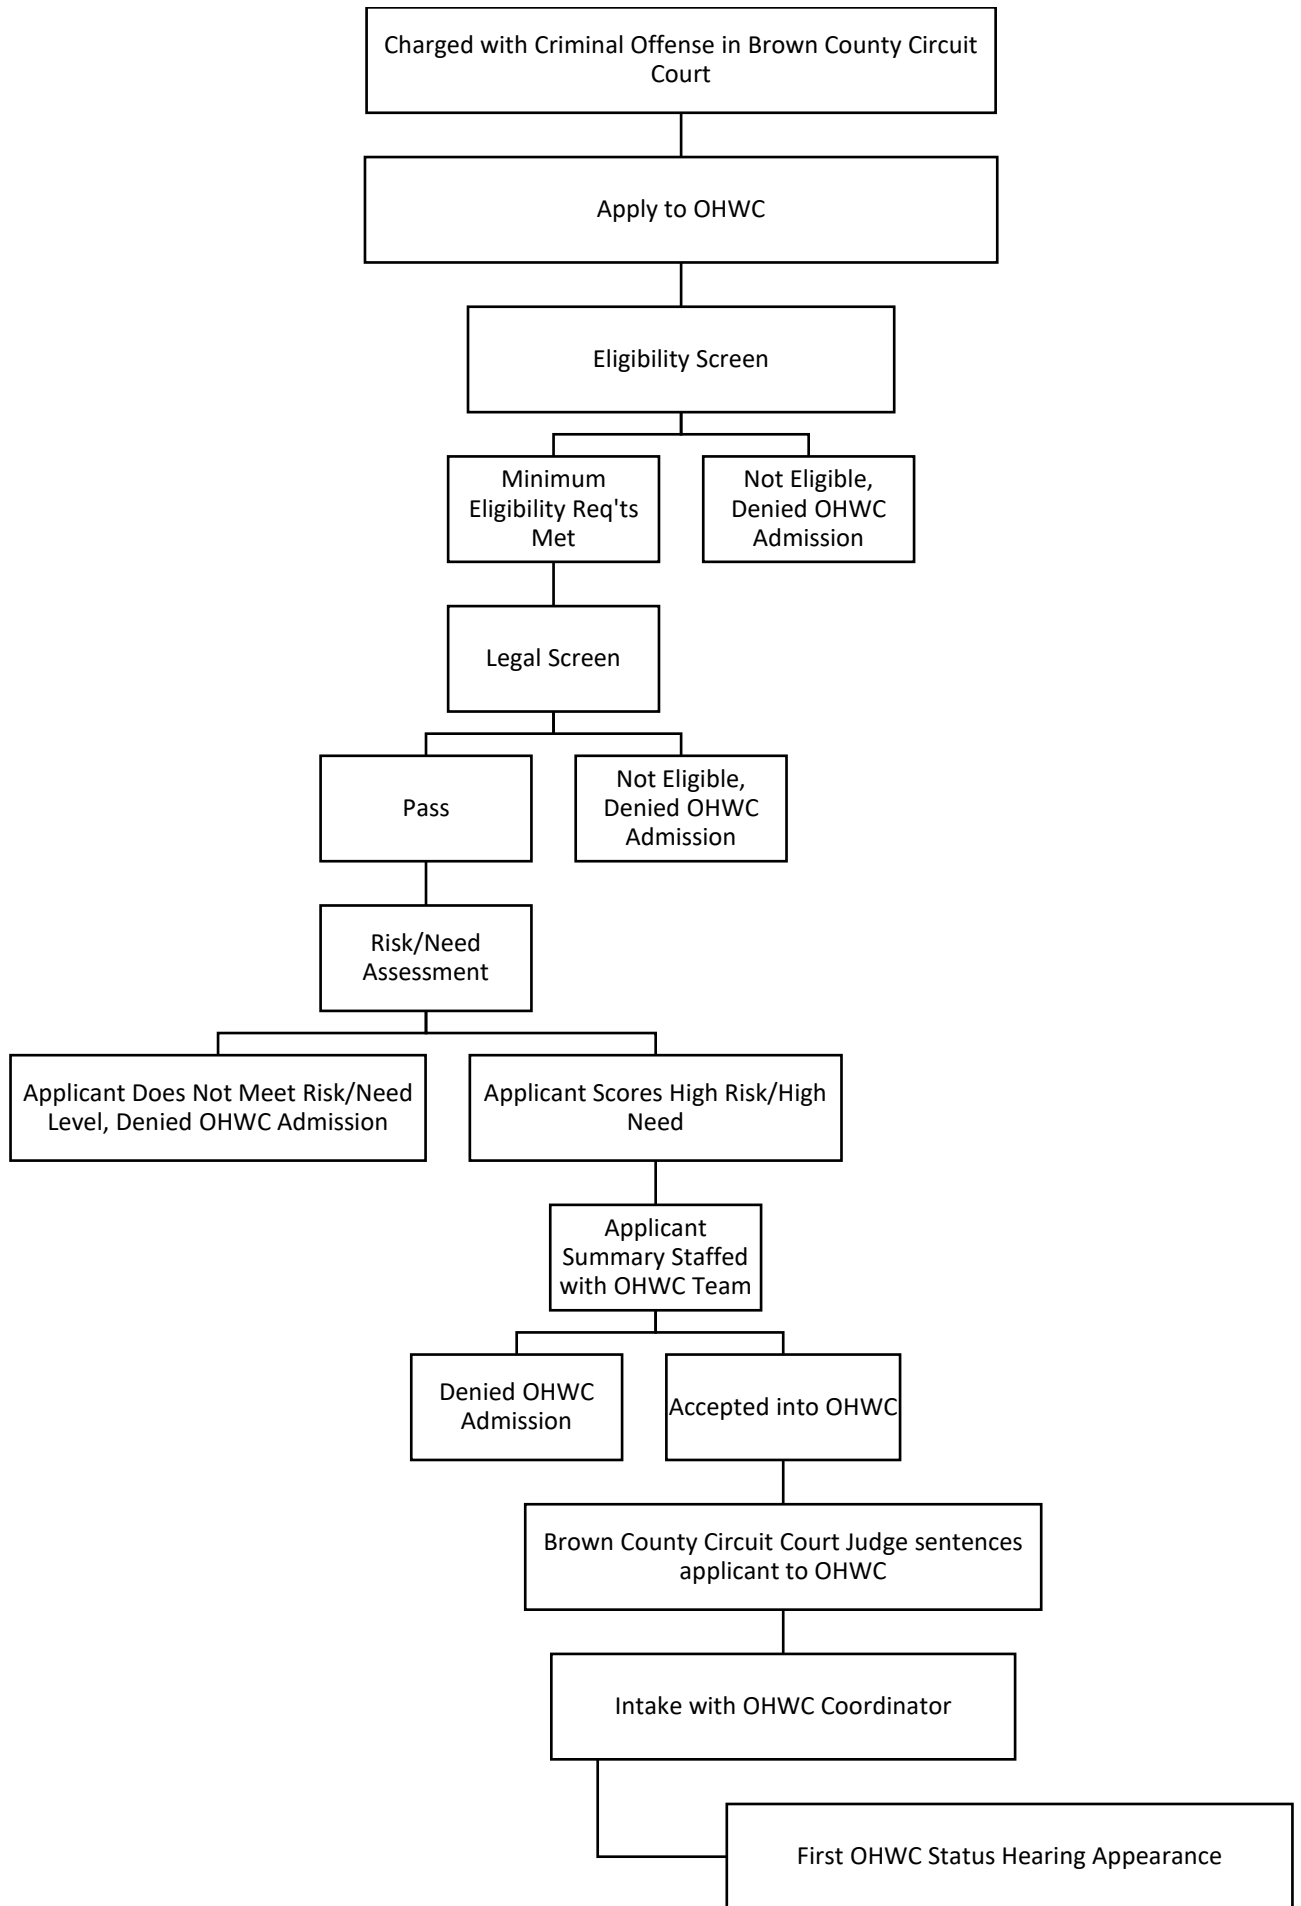 Charged with Criminal Offense in Brown County Circuit
Court
Apply to OHWC
Eligibility Screen
Minimum
Eligibility Req'ts
Met
Not Eligible,
Denied OHWC
Admission
Legal Screen
Pass
Not Eligible,
Denied OHWC
Admission
Risk/Need
Assessment
Applicant Does Not Meet Risk/Need
Level, Denied OHWC Admission
Applicant Scores High Risk/High
Need
Applicant
Summary Staffed
with OHWC Team
Denied OHWC
Admission
Accepted into OHWC
Brown County Circuit Court Judge sentences
applicant to OHWC
Intake with OHWC Coordinator
First OHWC Status Hearing Appearance